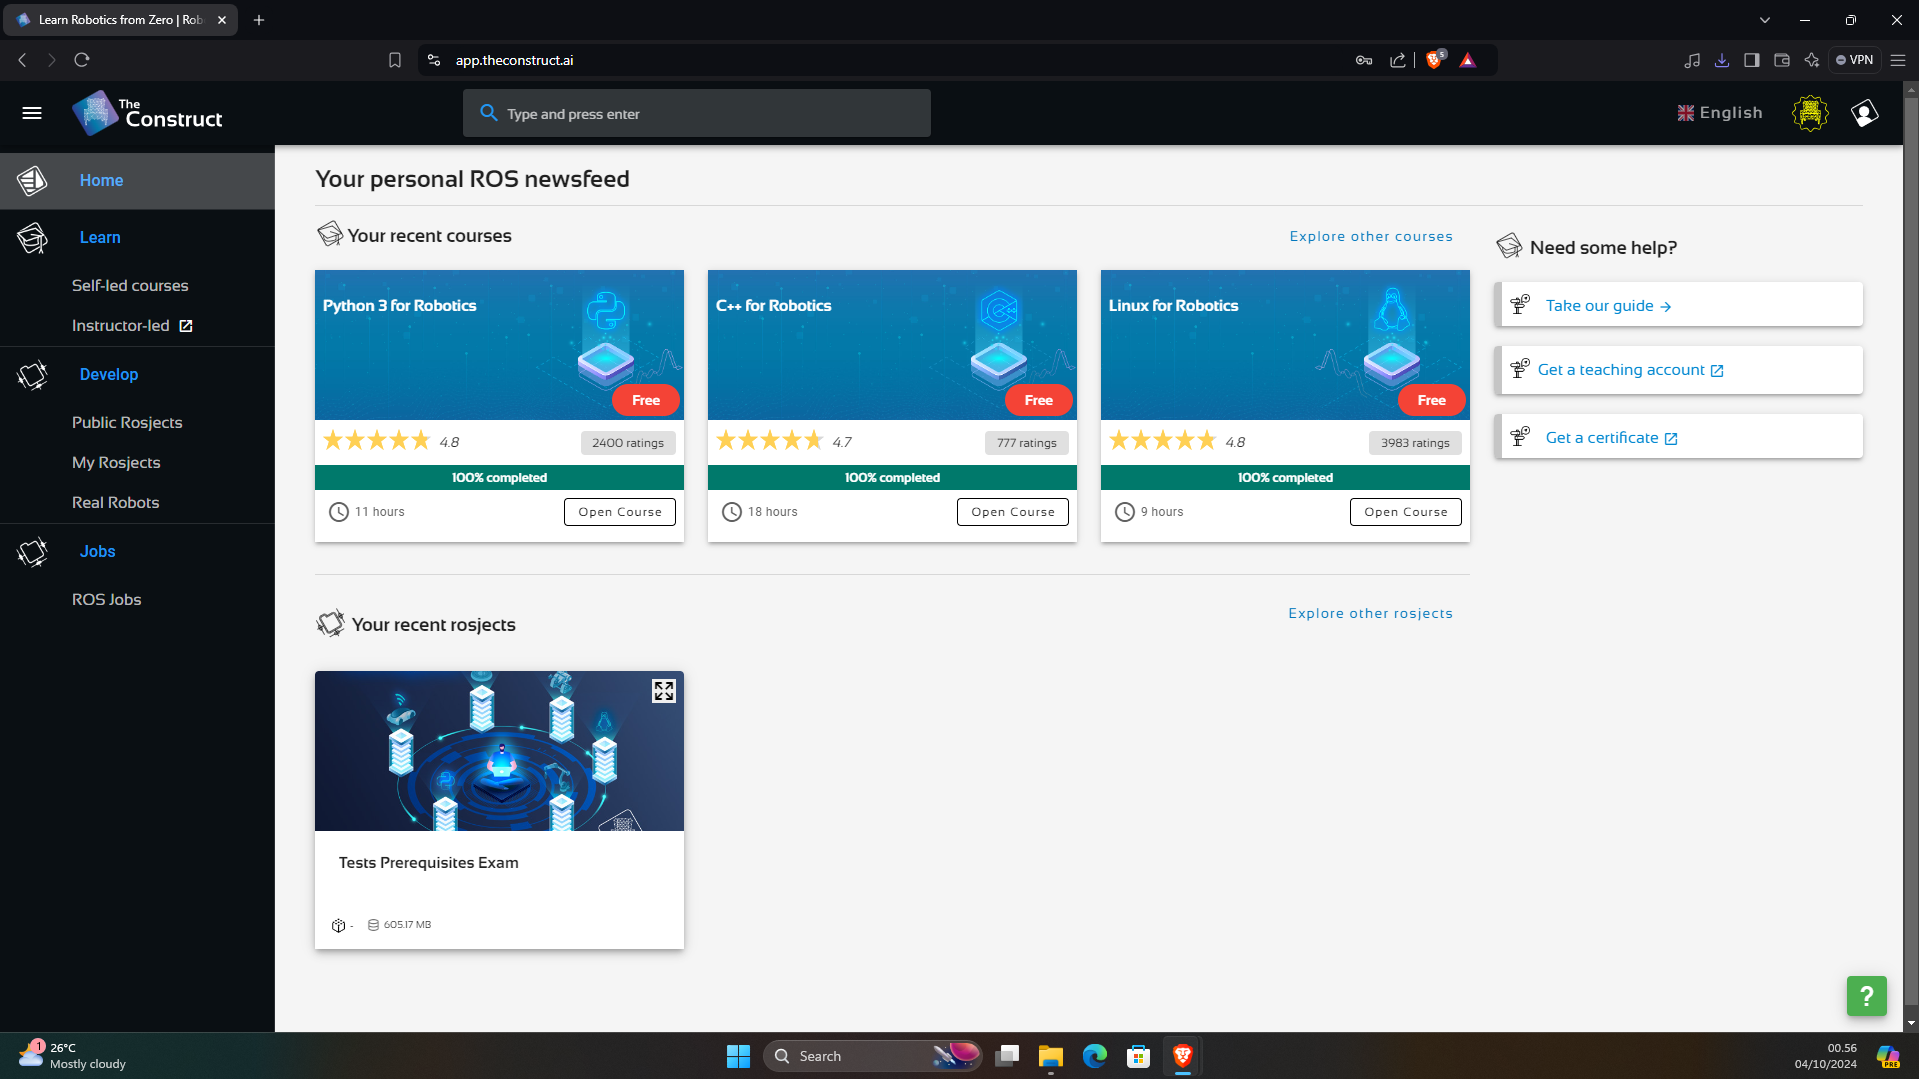 Learn Robotics from Zero | Rob
app.theconstruct.ai
5
VPN
The
Construct
Type and press enter
English
Home
Learn
Self-led courses
Instructor-led
Develop
Public Rosjects
My Rosjects
Real Robots
Jobs
ROS Jobs
Your personal ROS newsfeed
Your recent courses
Explore other courses
Python 3 for Robotics
Free
4.8
2400 ratings
100% completed
11 hours
Open Course
C++ for Robotics
Free
4.7
777 ratings
100% completed
18 hours
Open Course
Linux for Robotics
Free
4.8
3983 ratings
100% completed
9 hours
Open Course
Need some help?
Take our guide →
Get a teaching account
Get a certificate
Your recent rosjects
Explore other rosjects
Tests Prerequisites Exam
- 605.17 MB
?
1
26°C
Mostly cloudy
Search
00.56
04/10/2024
PRE